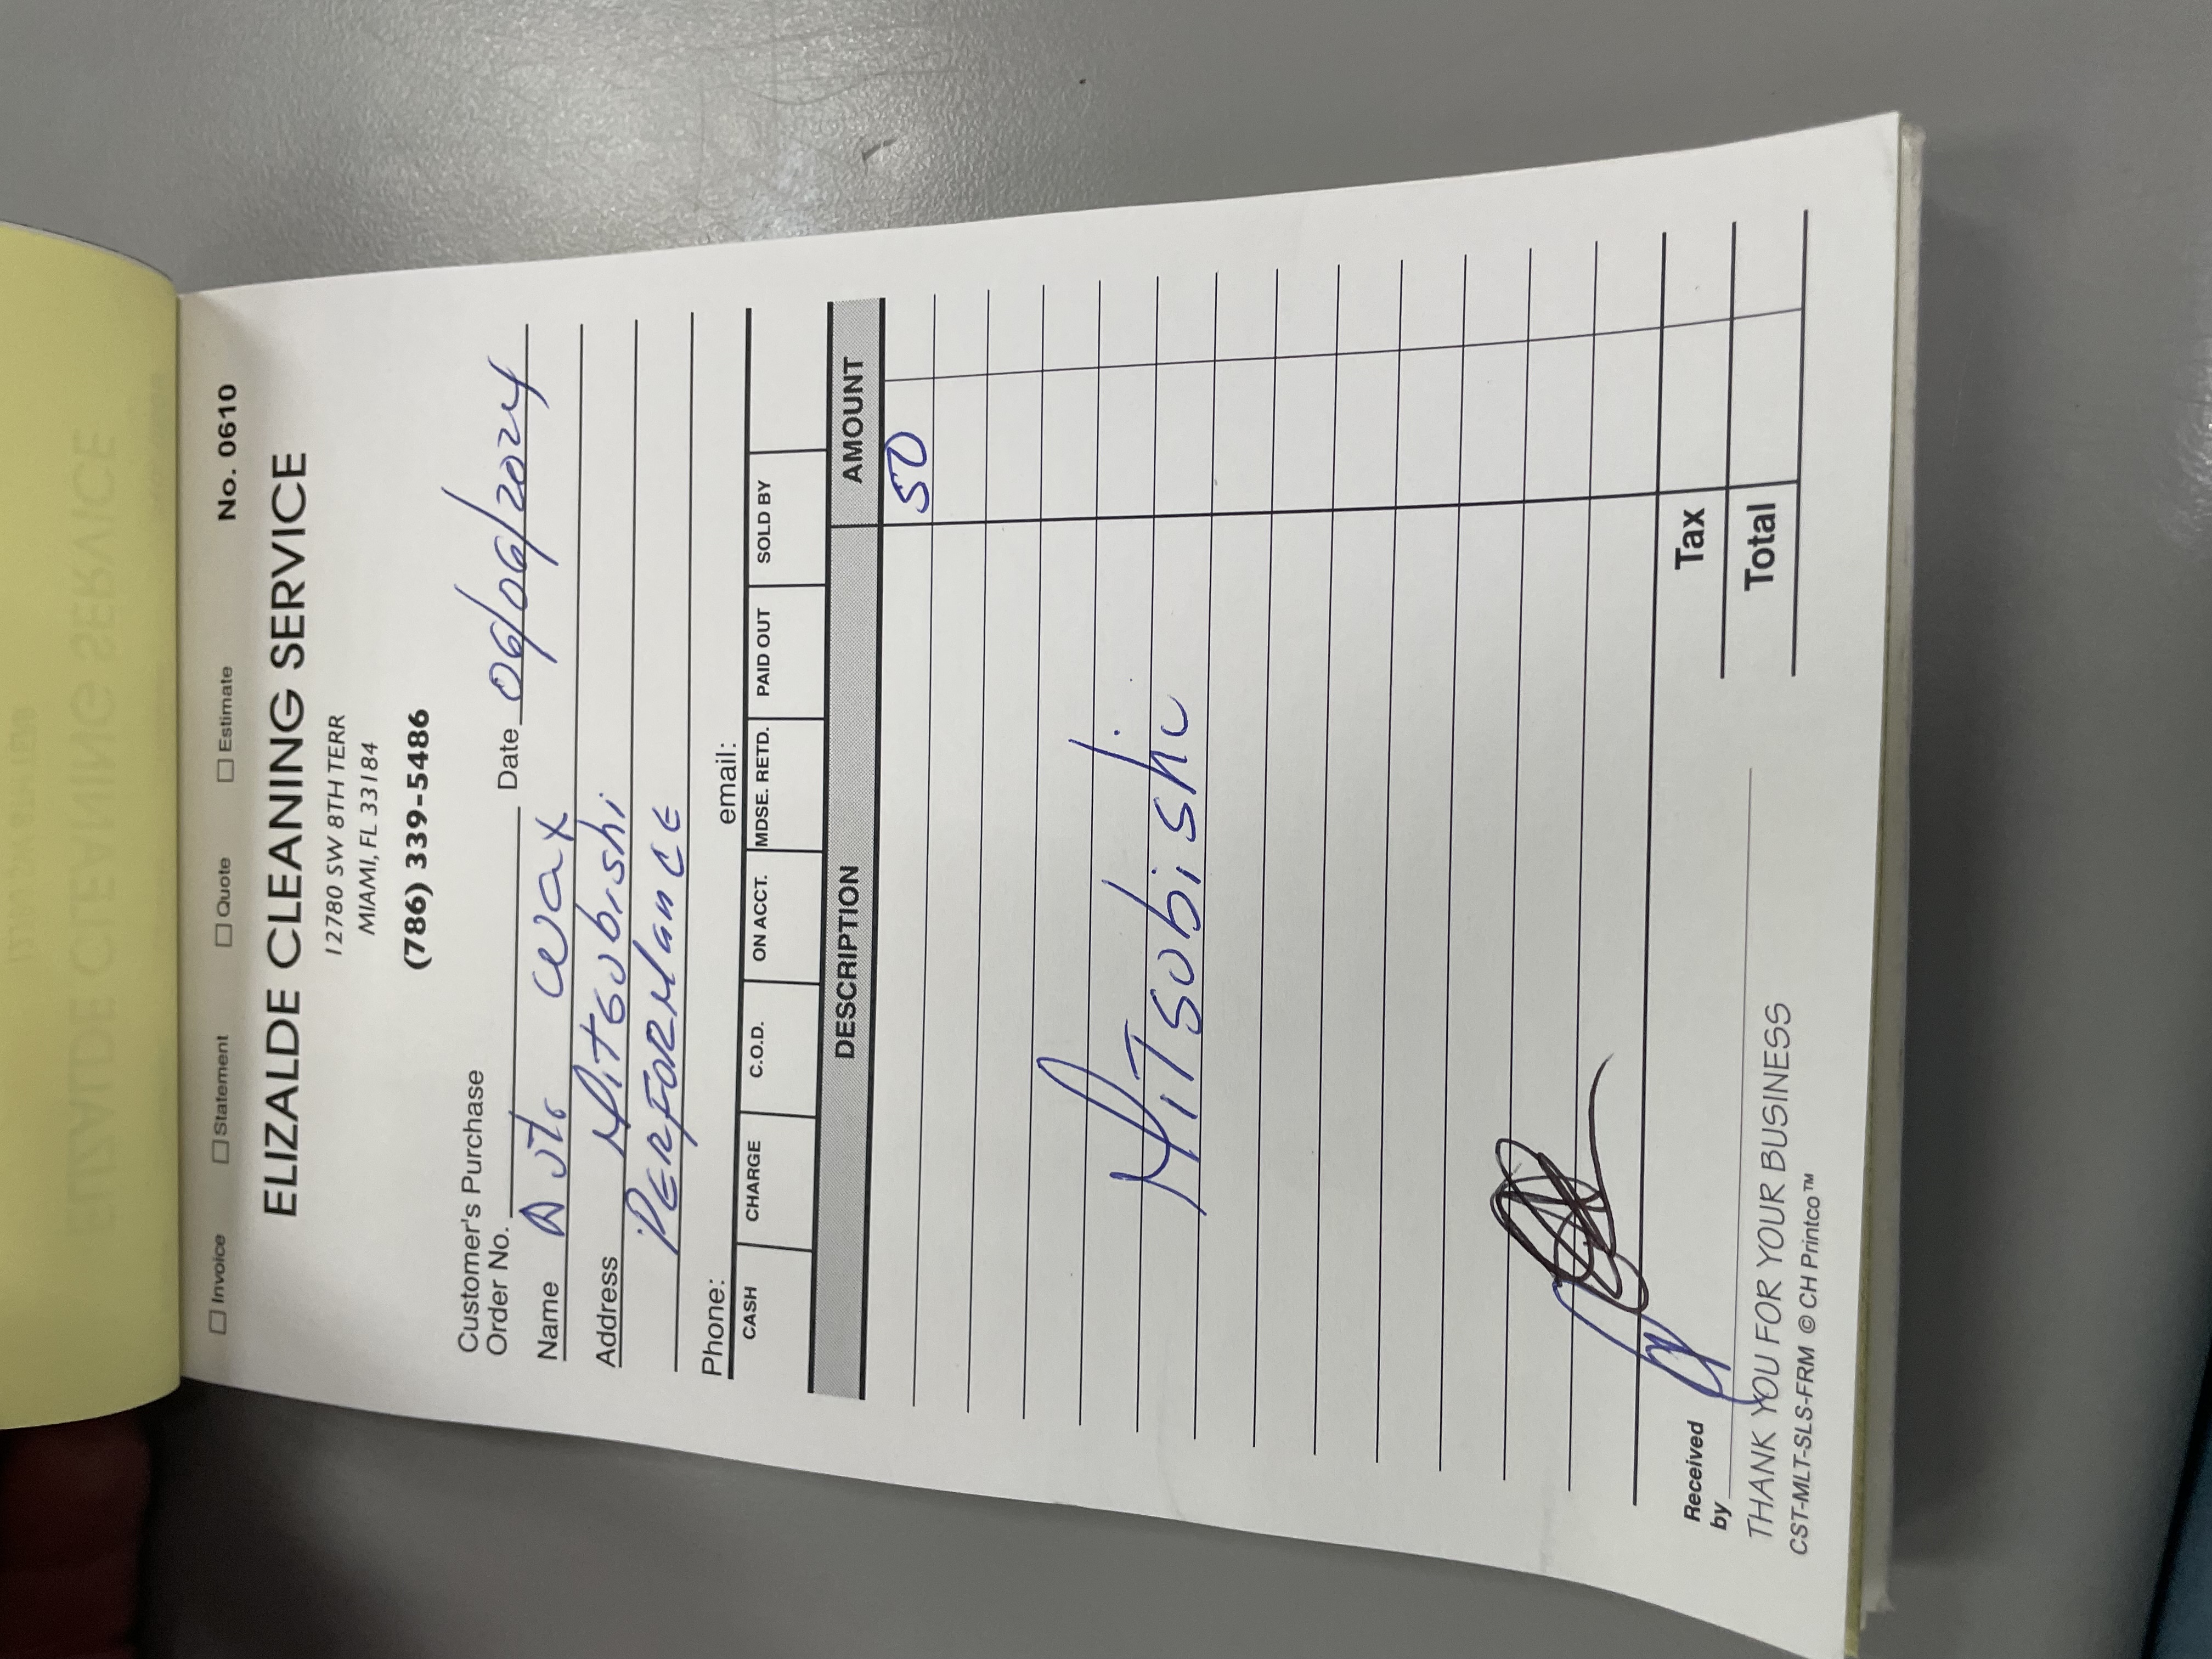 ☐ Invoice ☐ Statement ☐ Quote ☐ Estimate No. 0610
ELIZALDE CLEANING SERVICE
12780 SW 8TH TERR
MIAMI, FL 33184
(786) 339-5486
Customer's Purchase
Order No. Date 06/06/2024
Name Auto wax
Address Mitsubishi
PERFORMANCE
Phone: email:
CASH CHARGE C.O.D. ON ACCT. MDSE. RETD. PAID OUT SOLD BY
DESCRIPTION AMOUNT
50
MiTsobishi
Tax
Received
by
Total
THANK YOU FOR YOUR BUSINESS
CST-MLT-SLS-FRM © CH Printco™
ELIZALDE CLEANING SERVICE